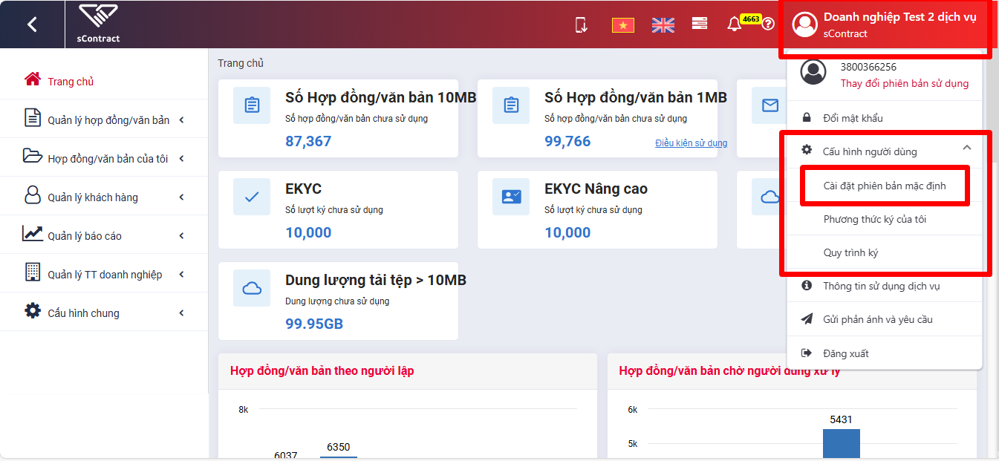 sContract
4663
Doanh nghiệp Test 2 dịch vụ
sContract
Trang chủ
Quản lý hợp đồng/văn bản
Hợp đồng/văn bản của tôi
Quản lý khách hàng
Quản lý báo cáo
Quản lý TT doanh nghiệp
Cấu hình chung
Trang chủ
Số Hợp đồng/văn bản 10MB
Số hợp đồng/văn bản chưa sử dụng
87,367
Số Hợp đồng/văn bản 1MB
Số hợp đồng/văn bản chưa sử dụng
99,766
Điều kiện sử dụng
EKYC
Số lượt ký chưa sử dụng
10,000
EKYC Nâng cao
Số lượt ký chưa sử dụng
10,000
Dung lượng tải tệp > 10MB
Dung lượng chưa sử dụng
99.95GB
Hợp đồng/văn bản theo người lập
8k
6037
6350
Hợp đồng/văn bản chờ người dùng xử lý
6k
5431
5k
3800366256
Thay đổi phiên bản sử dụng
Đổi mật khẩu
Cấu hình người dùng
Cài đặt phiên bản mặc định
Phương thức ký của tôi
Quy trình ký
Thông tin sử dụng dịch vụ
Gửi phản ánh và yêu cầu
Đăng xuất